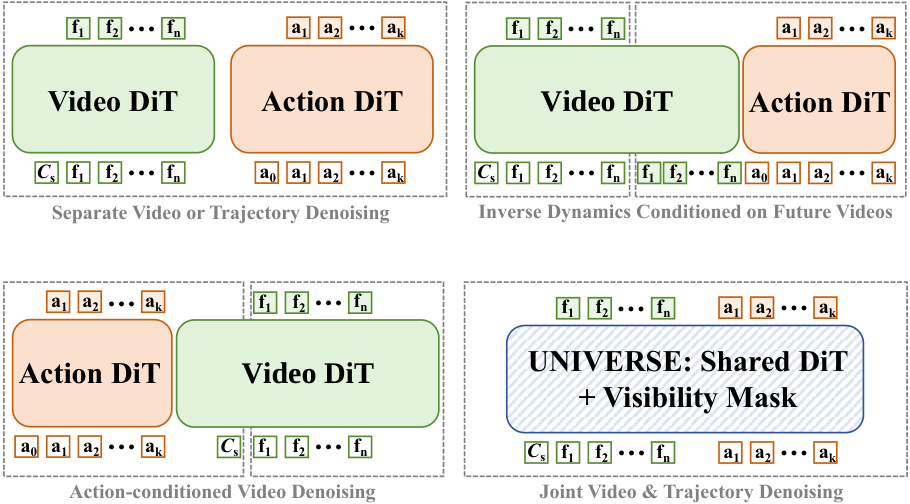 f1 f2 ••• fn a1 a2 ••• ak
Video DiT Action DiT
Cs f1 f2 ••• fn a0 a1 a2 ••• ak
Separate Video or Trajectory Denoising
f1 f2 ••• fn a1 a2 ••• ak
Video DiT Action DiT
Cs f1 f2 ••• fn f1 f2 ••• fn a0 a1 a2 ••• ak
Inverse Dynamics Conditioned on Future Videos
a1 a2 ••• ak f1 f2 ••• fn
Action DiT Video DiT
a0 a1 a2 ••• ak Cs f1 f2 ••• fn
Action-conditioned Video Denoising
f1 f2 ••• fn a1 a2 ••• ak
UNIVERSE: Shared DiT
+ Visibility Mask
Cs f1 f2 ••• fn a1 a2 ••• ak
Joint Video & Trajectory Denoising